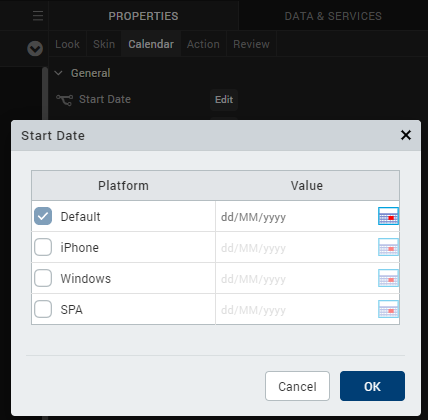 PROPERTIES DATA & SERVICES
Look Skin Calendar Action Review
General
Start Date Edit
Start Date
Platform Value
Default dd/MM/yyyy
iPhone dd/MM/yyyy
Windows dd/MM/yyyy
SPA dd/MM/yyyy
Cancel OK